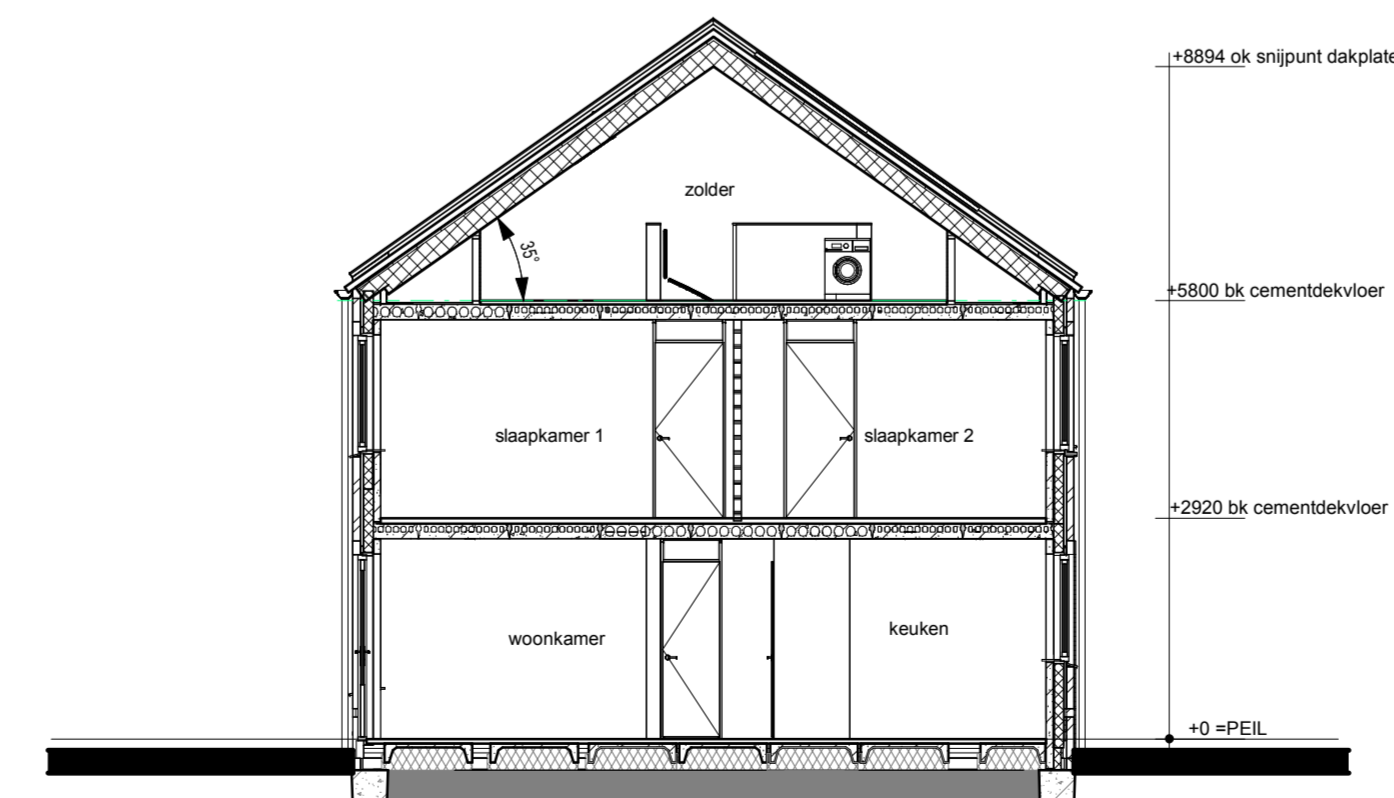 +8894 ok snijpunt dakplate
zolder
35°
+5800 bk cementdekvloer
slaapkamer 1
slaapkamer 2
+2920 bk cementdekvloer
woonkamer
keuken
+0 =PEIL